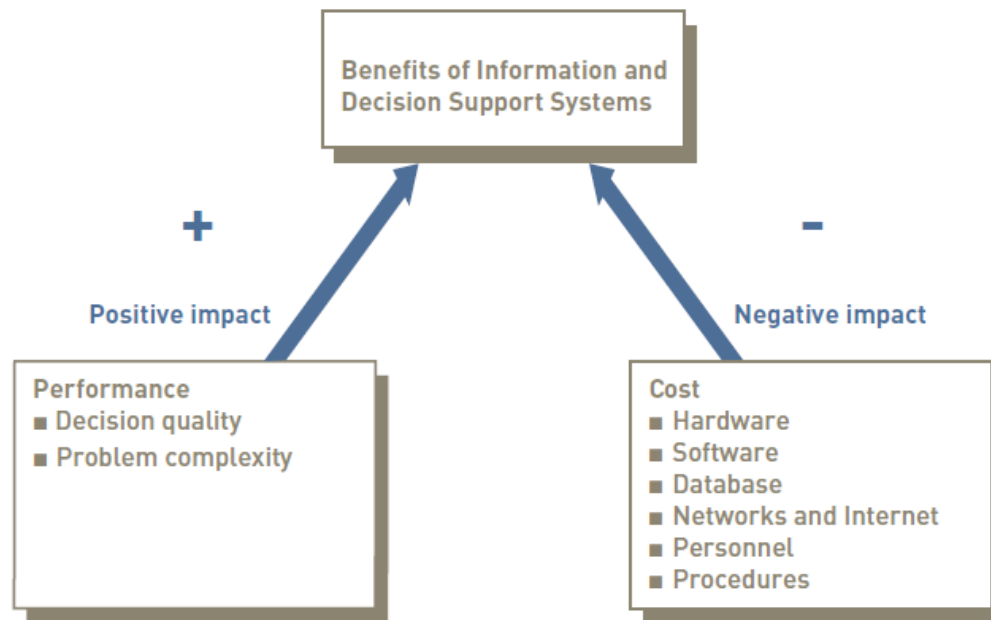 Benefits of Information and
Decision Support Systems
+
-
Positive impact
Negative impact
Performance
■ Decision quality
■ Problem complexity
Cost
■ Hardware
■ Software
■ Database
■ Networks and Internet
■ Personnel
■ Procedures